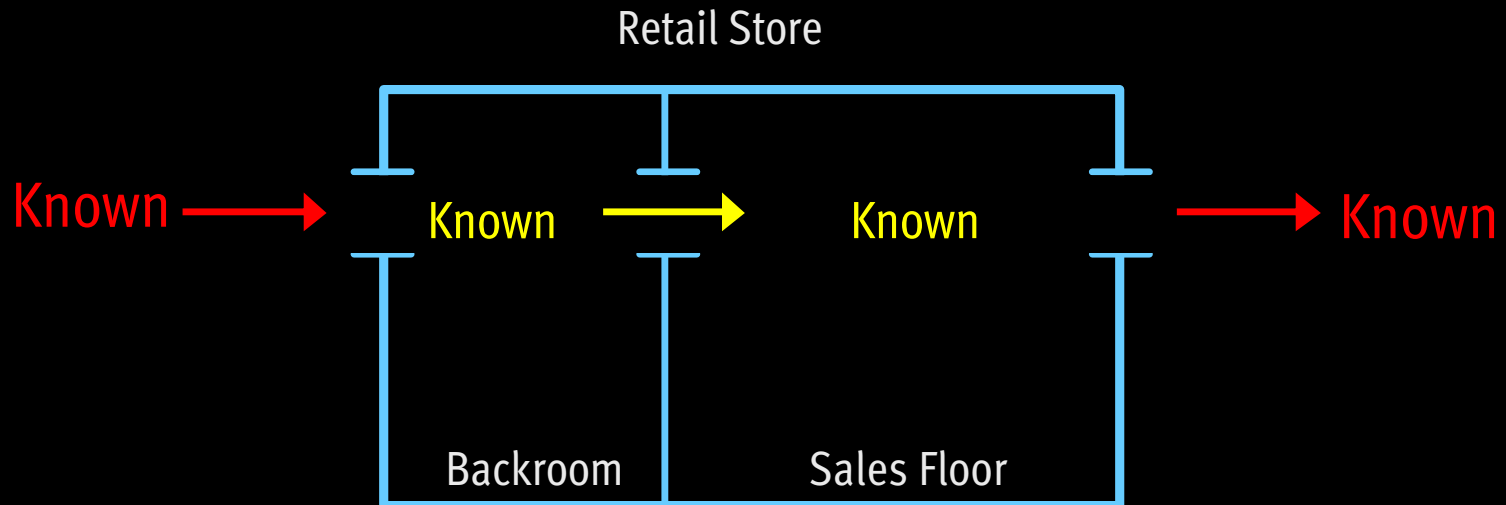 Retail Store
Known
Known
Known
Known
Backroom
Sales Floor